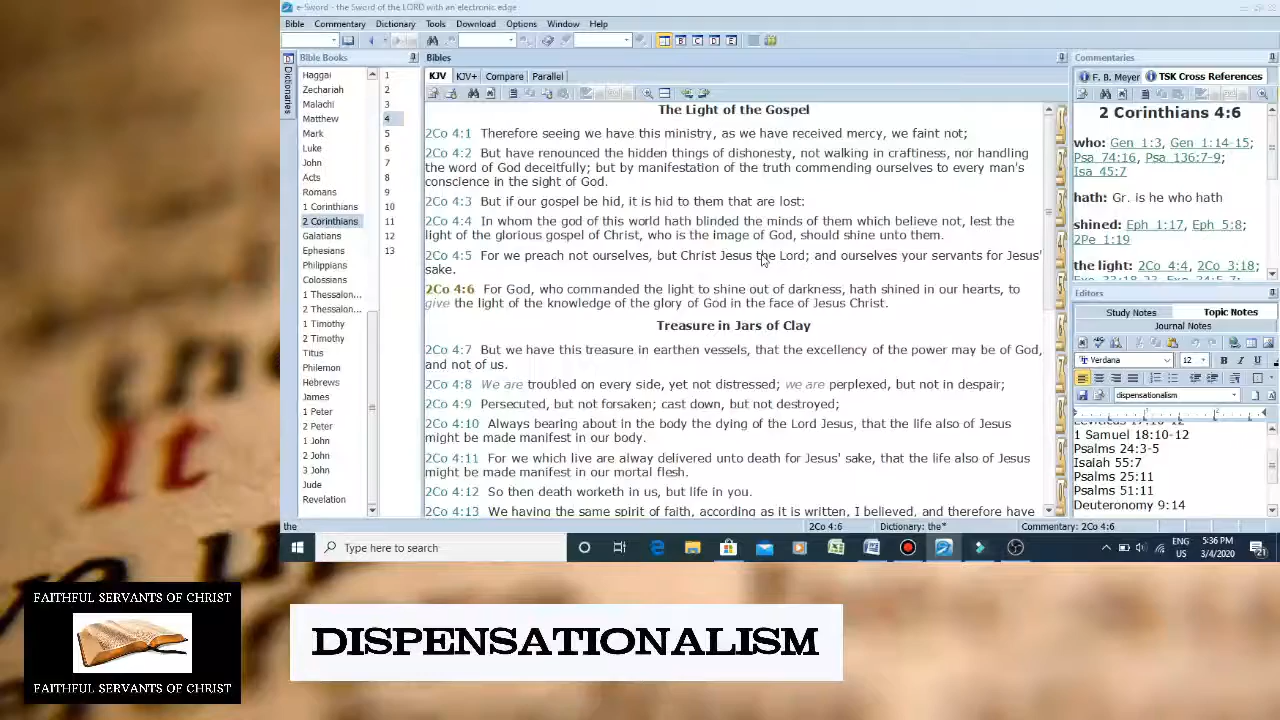 e-Sword - the Sword of the LORD with an electronic edge
Bible Commentary Dictionary Tools Download Options Window Help
Dictionaries
Bible Books
Haggai
Zechariah
Malachi
Matthew
Mark
Luke
John
Acts
Romans
1 Corinthians
2 Corinthians
Galatians
Ephesians
Philippians
Colossians
1 Thessalon...
2 Thessalon...
1 Timothy
2 Timothy
Titus
Philemon
Hebrews
James
1 Peter
2 Peter
1 John
2 John
3 John
Jude
Revelation
1
2
3
4
5
6
7
8
9
10
11
12
13
Bibles
KJV KJV+ Compare Parallel
The Light of the Gospel
2Co 4:1 Therefore seeing we have this ministry, as we have received mercy, we faint not;
2Co 4:2 But have renounced the hidden things of dishonesty, not walking in craftiness, nor handling
the word of God deceitfully; but by manifestation of the truth commending ourselves to every man's
conscience in the sight of God.
2Co 4:3 But if our gospel be hid, it is hid to them that are lost:
2Co 4:4 In whom the god of this world hath blinded the minds of them which believe not, lest the
light of the glorious gospel of Christ, who is the image of God, should shine unto them.
2Co 4:5 For we preach not ourselves, but Christ Jesus the Lord; and ourselves your servants for Jesus'
sake.
2Co 4:6 For God, who commanded the light to shine out of darkness, hath shined in our hearts, to
give the light of the knowledge of the glory of God in the face of Jesus Christ.
Treasure in Jars of Clay
2Co 4:7 But we have this treasure in earthen vessels, that the excellency of the power may be of God,
and not of us.
2Co 4:8 We are troubled on every side, yet not distressed; we are perplexed, but not in despair;
2Co 4:9 Persecuted, but not forsaken; cast down, but not destroyed;
2Co 4:10 Always bearing about in the body the dying of the Lord Jesus, that the life also of Jesus
might be made manifest in our body.
2Co 4:11 For we which live are alway delivered unto death for Jesus' sake, that the life also of Jesus
might be made manifest in our mortal flesh.
2Co 4:12 So then death worketh in us, but life in you.
2Co 4:13 We having the same spirit of faith, according as it is written, I believed, and therefore have
Commentaries
F. B. Meyer TSK Cross References
2 Corinthians 4:6
who: Gen 1:3, Gen 1:14-15;
Psa 74:16, Psa 136:7-9;
Isa 45:7
hath: Gr. is he who hath
shined: Eph 1:17, Eph 5:8;
2Pe 1:19
the light: 2Co 4:4, 2Co 3:18;
Editors
Study Notes Topic Notes
Journal Notes
Verdana 12 B I U
dispensationalism
1 Samuel 18:10-12
Psalms 24:3-5
Isaiah 55:7
Psalms 25:11
Psalms 51:11
Deuteronomy 9:14
the 2Co 4:6 Dictionary: the* Commentary: 2Co 4:6
Type here to search
ENG
US
5:36 PM
3/4/2020
21
the
It
FAITHFUL SERVANTS OF CHRIST
FAITHFUL SERVANTS OF CHRIST
DISPENSATIONALISM